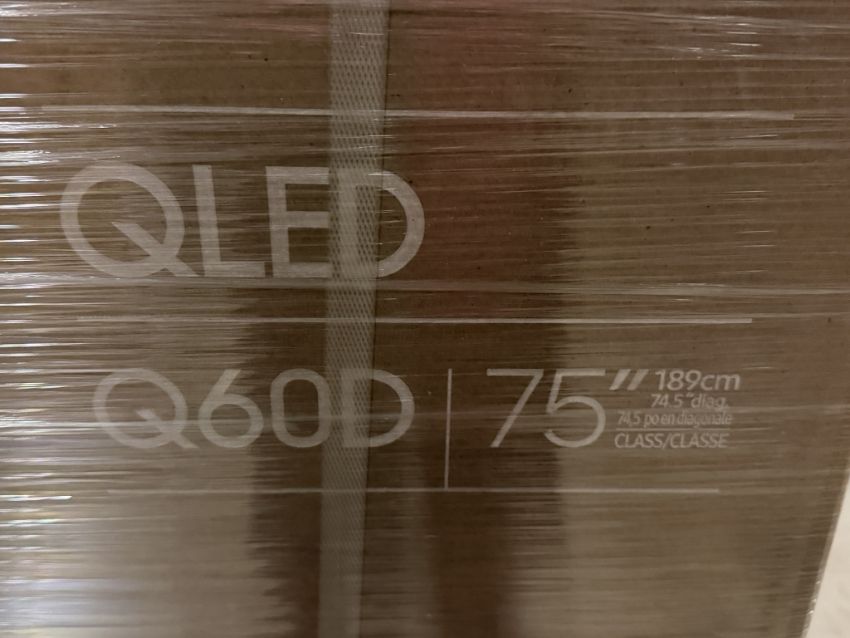 QLED
Q60D | 75″ 189cm
74.5″diag.
74,5 po en diagonale
CLASS/CLASSE